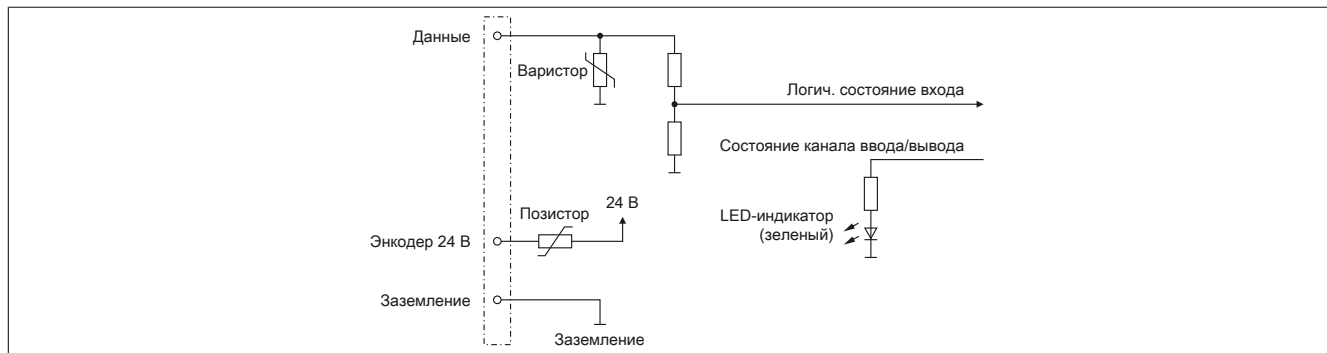 Данные
Варистор
Логич. состояние входа
Состояние канала ввода/вывода
Позистор
24 В
LED-индикатор
(зеленый)
Энкодер 24 В
Заземление
Заземление